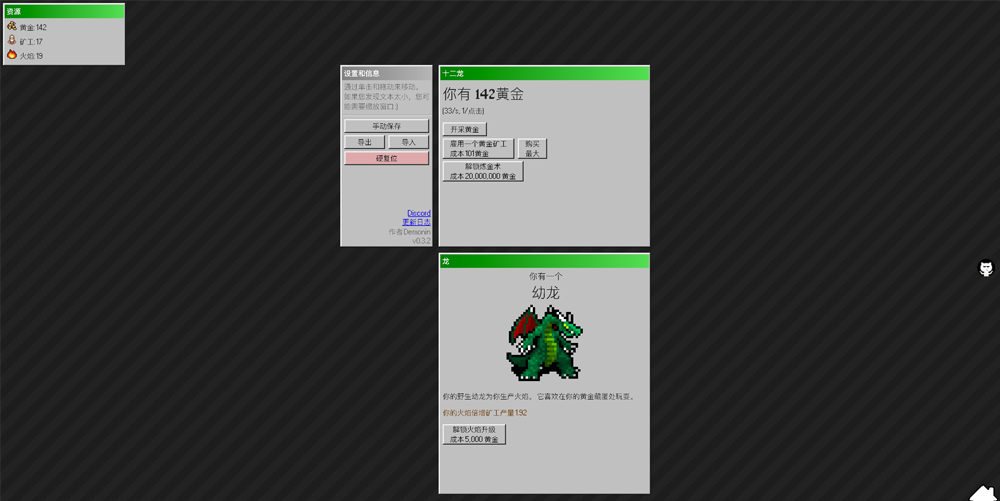 资源
黄金:142
矿工:17
火焰:19
设置和信息
通过单击和拖动来移动。
如果您发现文本太小，您可
能需要缩放窗口:)
手动保存
导出
导入
硬复位
Discord
更新日志
作者Demonin
v0.3.2
十二龙
你有 142黄金
(33/s, 1/点击)
开采黄金
雇用一个黄金矿工
成本101黄金
购买
最大
解锁炼金术
成本20,000,000 黄金
龙
你有一个
幼龙
你的野生幼龙为你生产火焰。它喜欢在你的黄金藏匿处玩耍。
你的火焰倍增矿工产量1.92
解锁火焰升级
成本5,000 黄金